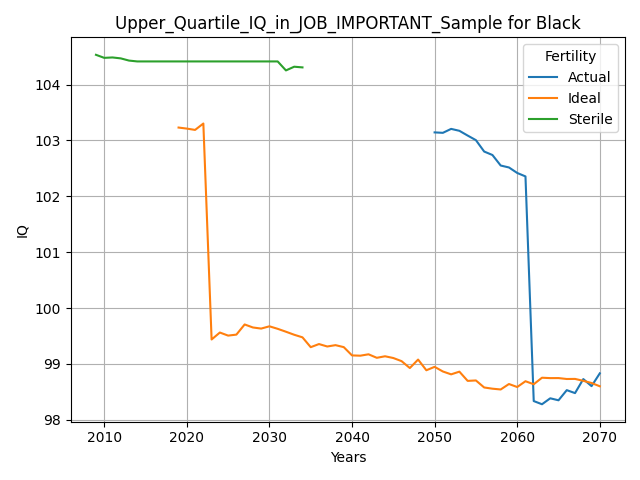 Upper_Quartile_IQ_in_JOB_IMPORTANT_Sample for Black
Fertility
Actual
Ideal
Sterile
IQ
104
103
102
101
100
99
98
2010 2020 2030 2040 2050 2060 2070
Years